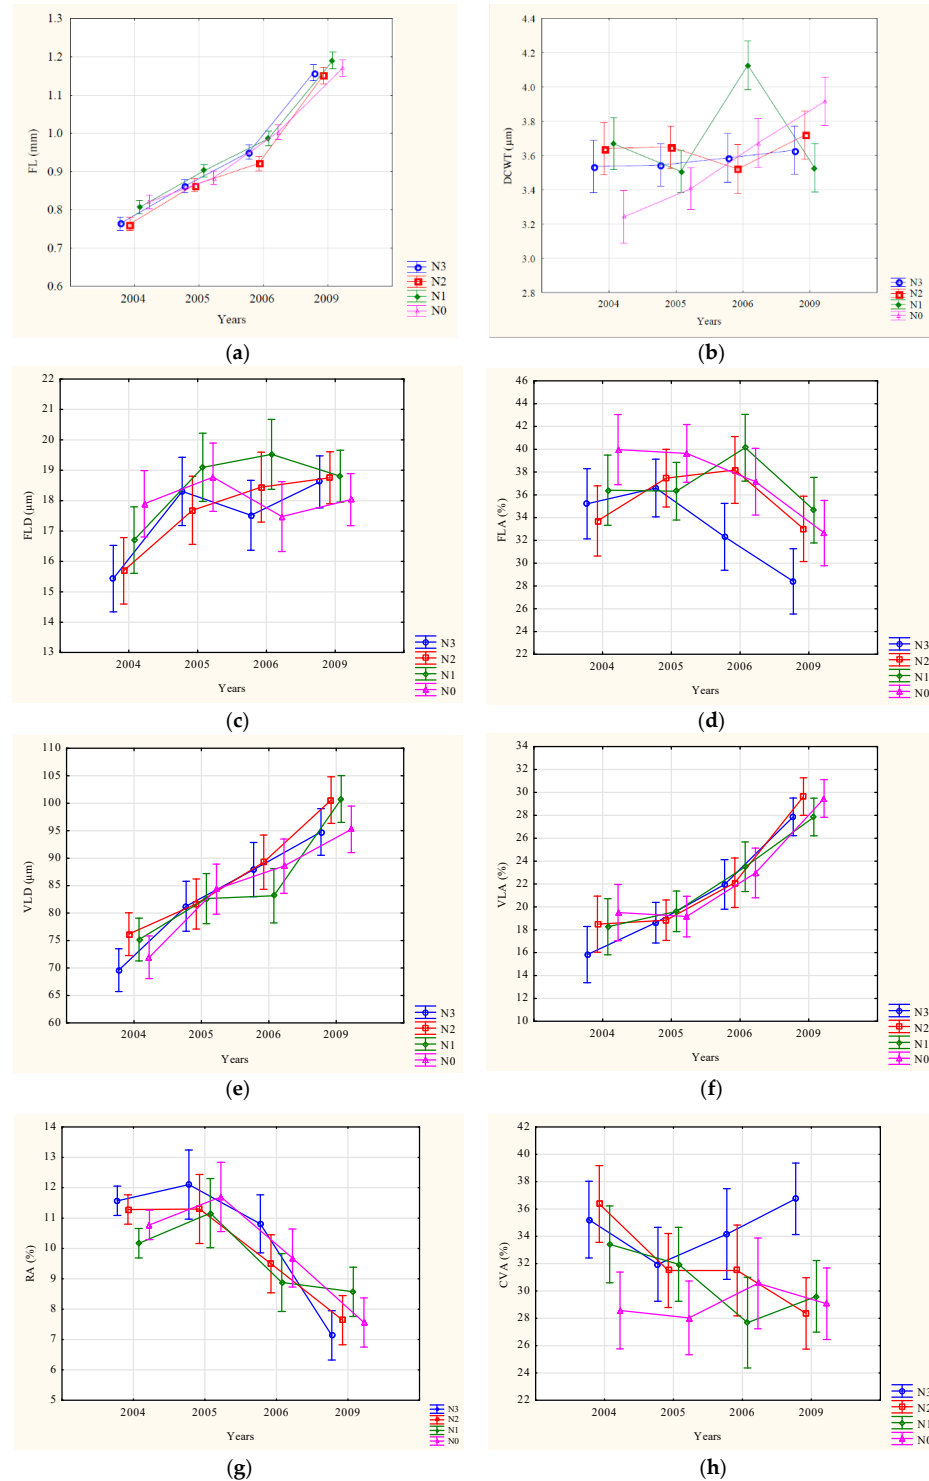 1.3
1.2
1.1
1.0
0.9
0.8
0.7
0.6
FL (mm)
2004 2005 2006 2009
Years
N3
N2
N1
N0
(a)
4.4
4.2
4.0
3.8
3.6
3.4
3.2
3.0
2.8
DCWT (µm)
2004 2005 2006 2009
Years
N3
N2
N1
N0
(b)
22
21
20
19
18
17
16
15
14
13
FLD (µm)
2004 2005 2006 2009
Years
N3
N2
N1
N0
(c)
46
44
42
40
38
36
34
32
30
28
26
24
22
FLA (%)
2004 2005 2006 2009
Years
N3
N2
N1
N0
(d)
110
105
100
95
90
85
80
75
70
65
60
VLD (µm)
2004 2005 2006 2009
Years
N3
N2
N1
N0
(e)
34
32
30
28
26
24
22
20
18
16
14
12
10
VLA (%)
2004 2005 2006 2009
Years
N3
N2
N1
N0
(f)
14
13
12
11
10
9
8
7
6
5
RA (%)
2004 2005 2006 2009
Years
N3
N2
N1
N0
(g)
42
40
38
36
34
32
30
28
26
24
22
CVA (%)
2004 2005 2006 2009
Years
N3
N2
N1
N0
(h)